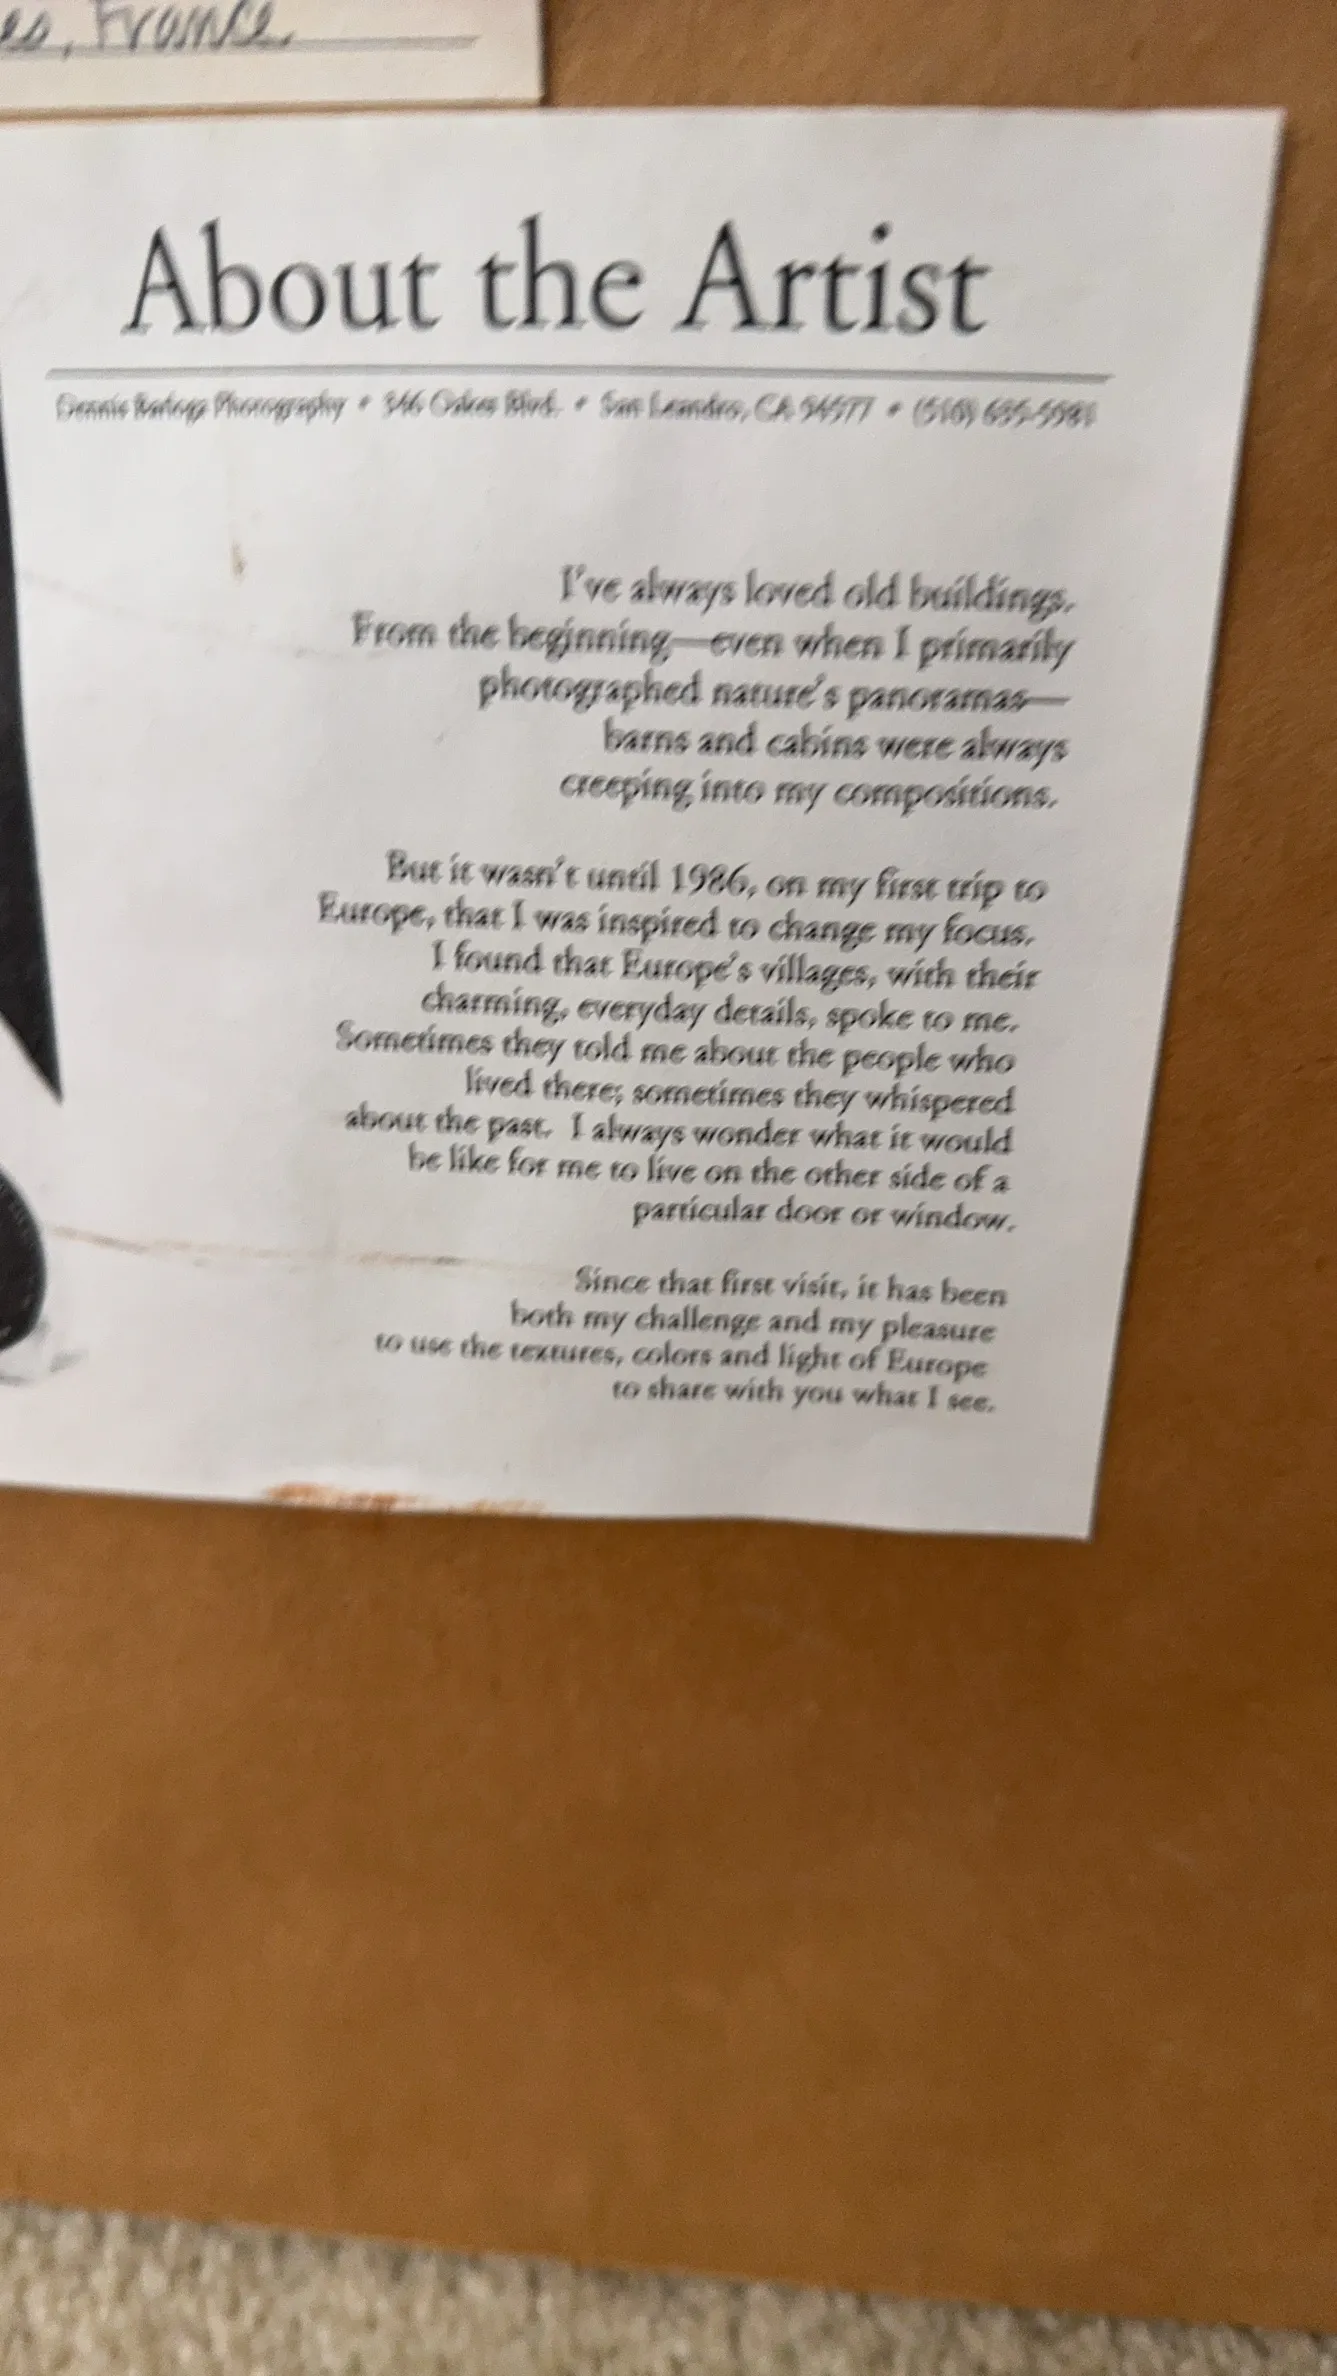 es, France.
About the Artist
Dennis Photography • 346 Oakes Blvd. • San Leandro, CA 94577 • (510)
I've always loved old buildings.
From the beginning—even when I primarily
photographed nature's panoramas—
barns and cabins were always
creeping into my compositions.
But it wasn't until 1986, on my first trip to
Europe, that I was inspired to change my focus.
I found that Europe's villages, with their
charming, everyday details, spoke to me.
Sometimes they told me about the people who
lived there; sometimes they whispered
about the past. I always wonder what it would
be like for me to live on the other side of a
particular door or window.
Since that first visit, it has been
both my challenge and my pleasure
to use the textures, colors and light of Europe
to share with you what I see.